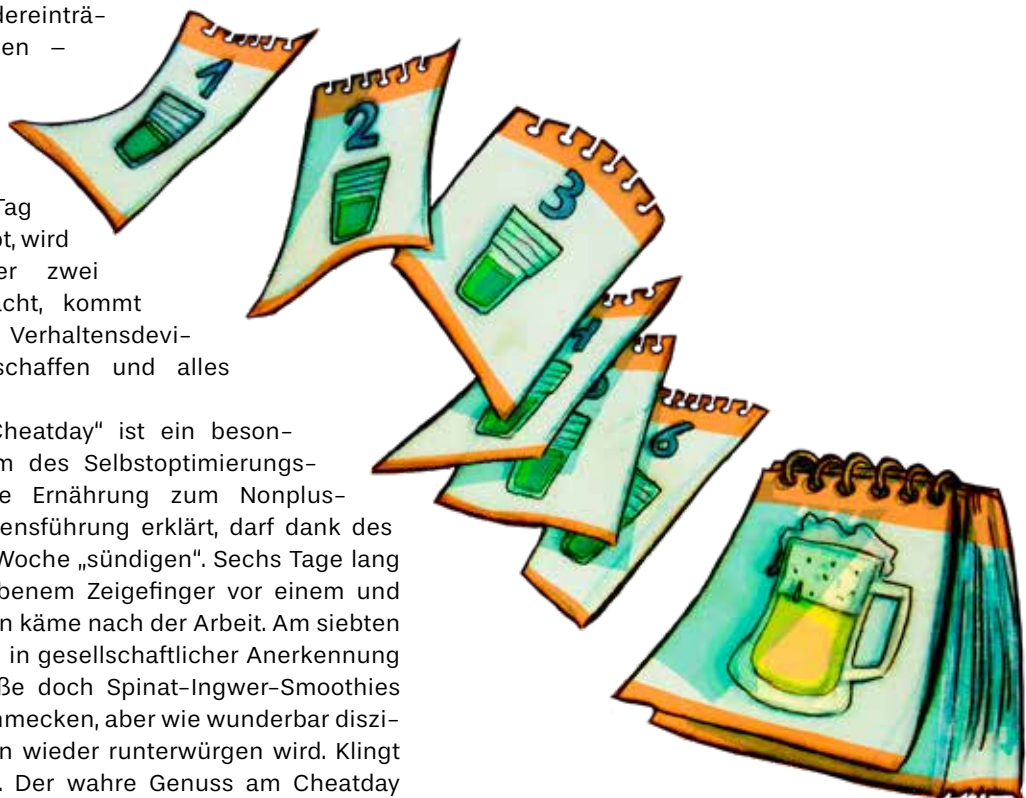 dereinträ-
en –
Tag
ot, wird
er zwei
acht, kommt
Verhaltensdevi-
schaffen und alles
Cheatday“ ist ein beson-
m des Selbstoptimierungs-
e Ernährung zum Nonplus-
ensführung erklärt, darf dank des
Woche „sündigen“. Sechs Tage lang
benem Zeigefinger vor einem und
n käme nach der Arbeit. Am siebten
in gesellschaftlicher Anerkennung
ße doch Spinat-Ingwer-Smoothies
hmecken, aber wie wunderbar diszi-
n wieder runterwürgen wird. Klingt
. Der wahre Genuss am Cheatday
1
2
3
4
6